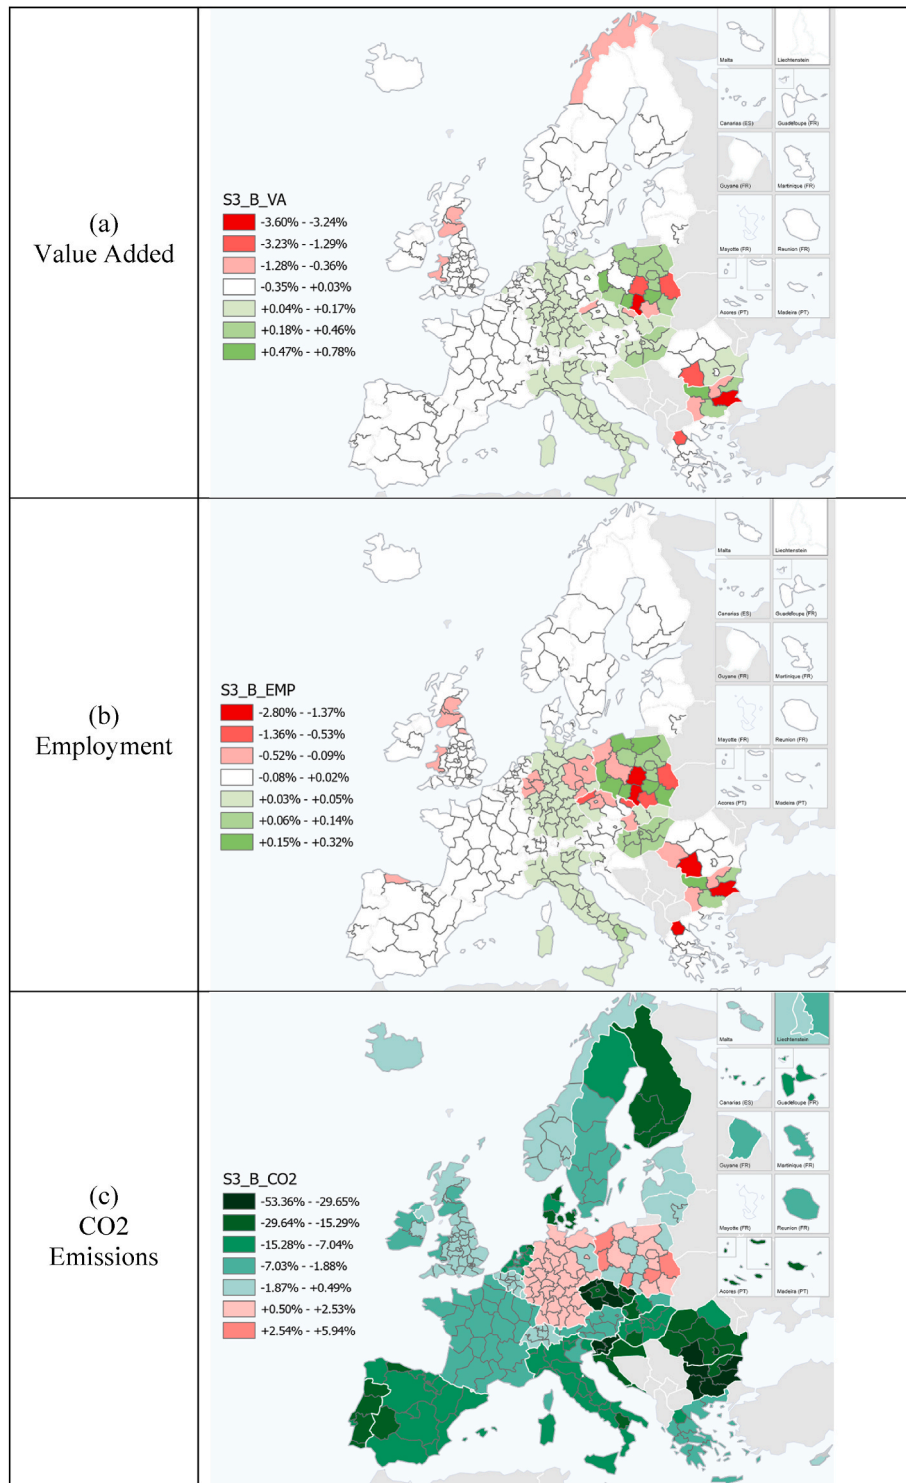 (a)
Value Added
S3_B_VA
-3.60% - -3.24%
-3.23% - -1.29%
-1.28% - -0.36%
-0.35% - +0.03%
+0.04% - +0.17%
+0.18% - +0.46%
+0.47% - +0.78%
Malta
Liechtenstein
Canarias (ES)
Guadeloupe (FR)
Guyane (FR)
Martinique (FR)
Mayotte (FR)
Reunion (FR)
Acores (PT)
Madeira (PT)
(b)
Employment
S3_B_EMP
-2.80% - -1.37%
-1.36% - -0.53%
-0.52% - -0.09%
-0.08% - +0.02%
+0.03% - +0.05%
+0.06% - +0.14%
+0.15% - +0.32%
Malta
Liechtenstein
Canarias (ES)
Guadeloupe (FR)
Guyane (FR)
Martinique (FR)
Mayotte (FR)
Reunion (FR)
Acores (PT)
Madeira (PT)
(c)
CO2
Emissions
S3_B_CO2
-53.36% - -29.65%
-29.64% - -15.29%
-15.28% - -7.04%
-7.03% - -1.88%
-1.87% - +0.49%
+0.50% - +2.53%
+2.54% - +5.94%
Malta
Liechtenstein
Canarias (ES)
Guadeloupe (FR)
Guyane (FR)
Martinique (FR)
Mayotte (FR)
Reunion (FR)
Acores (PT)
Madeira (PT)